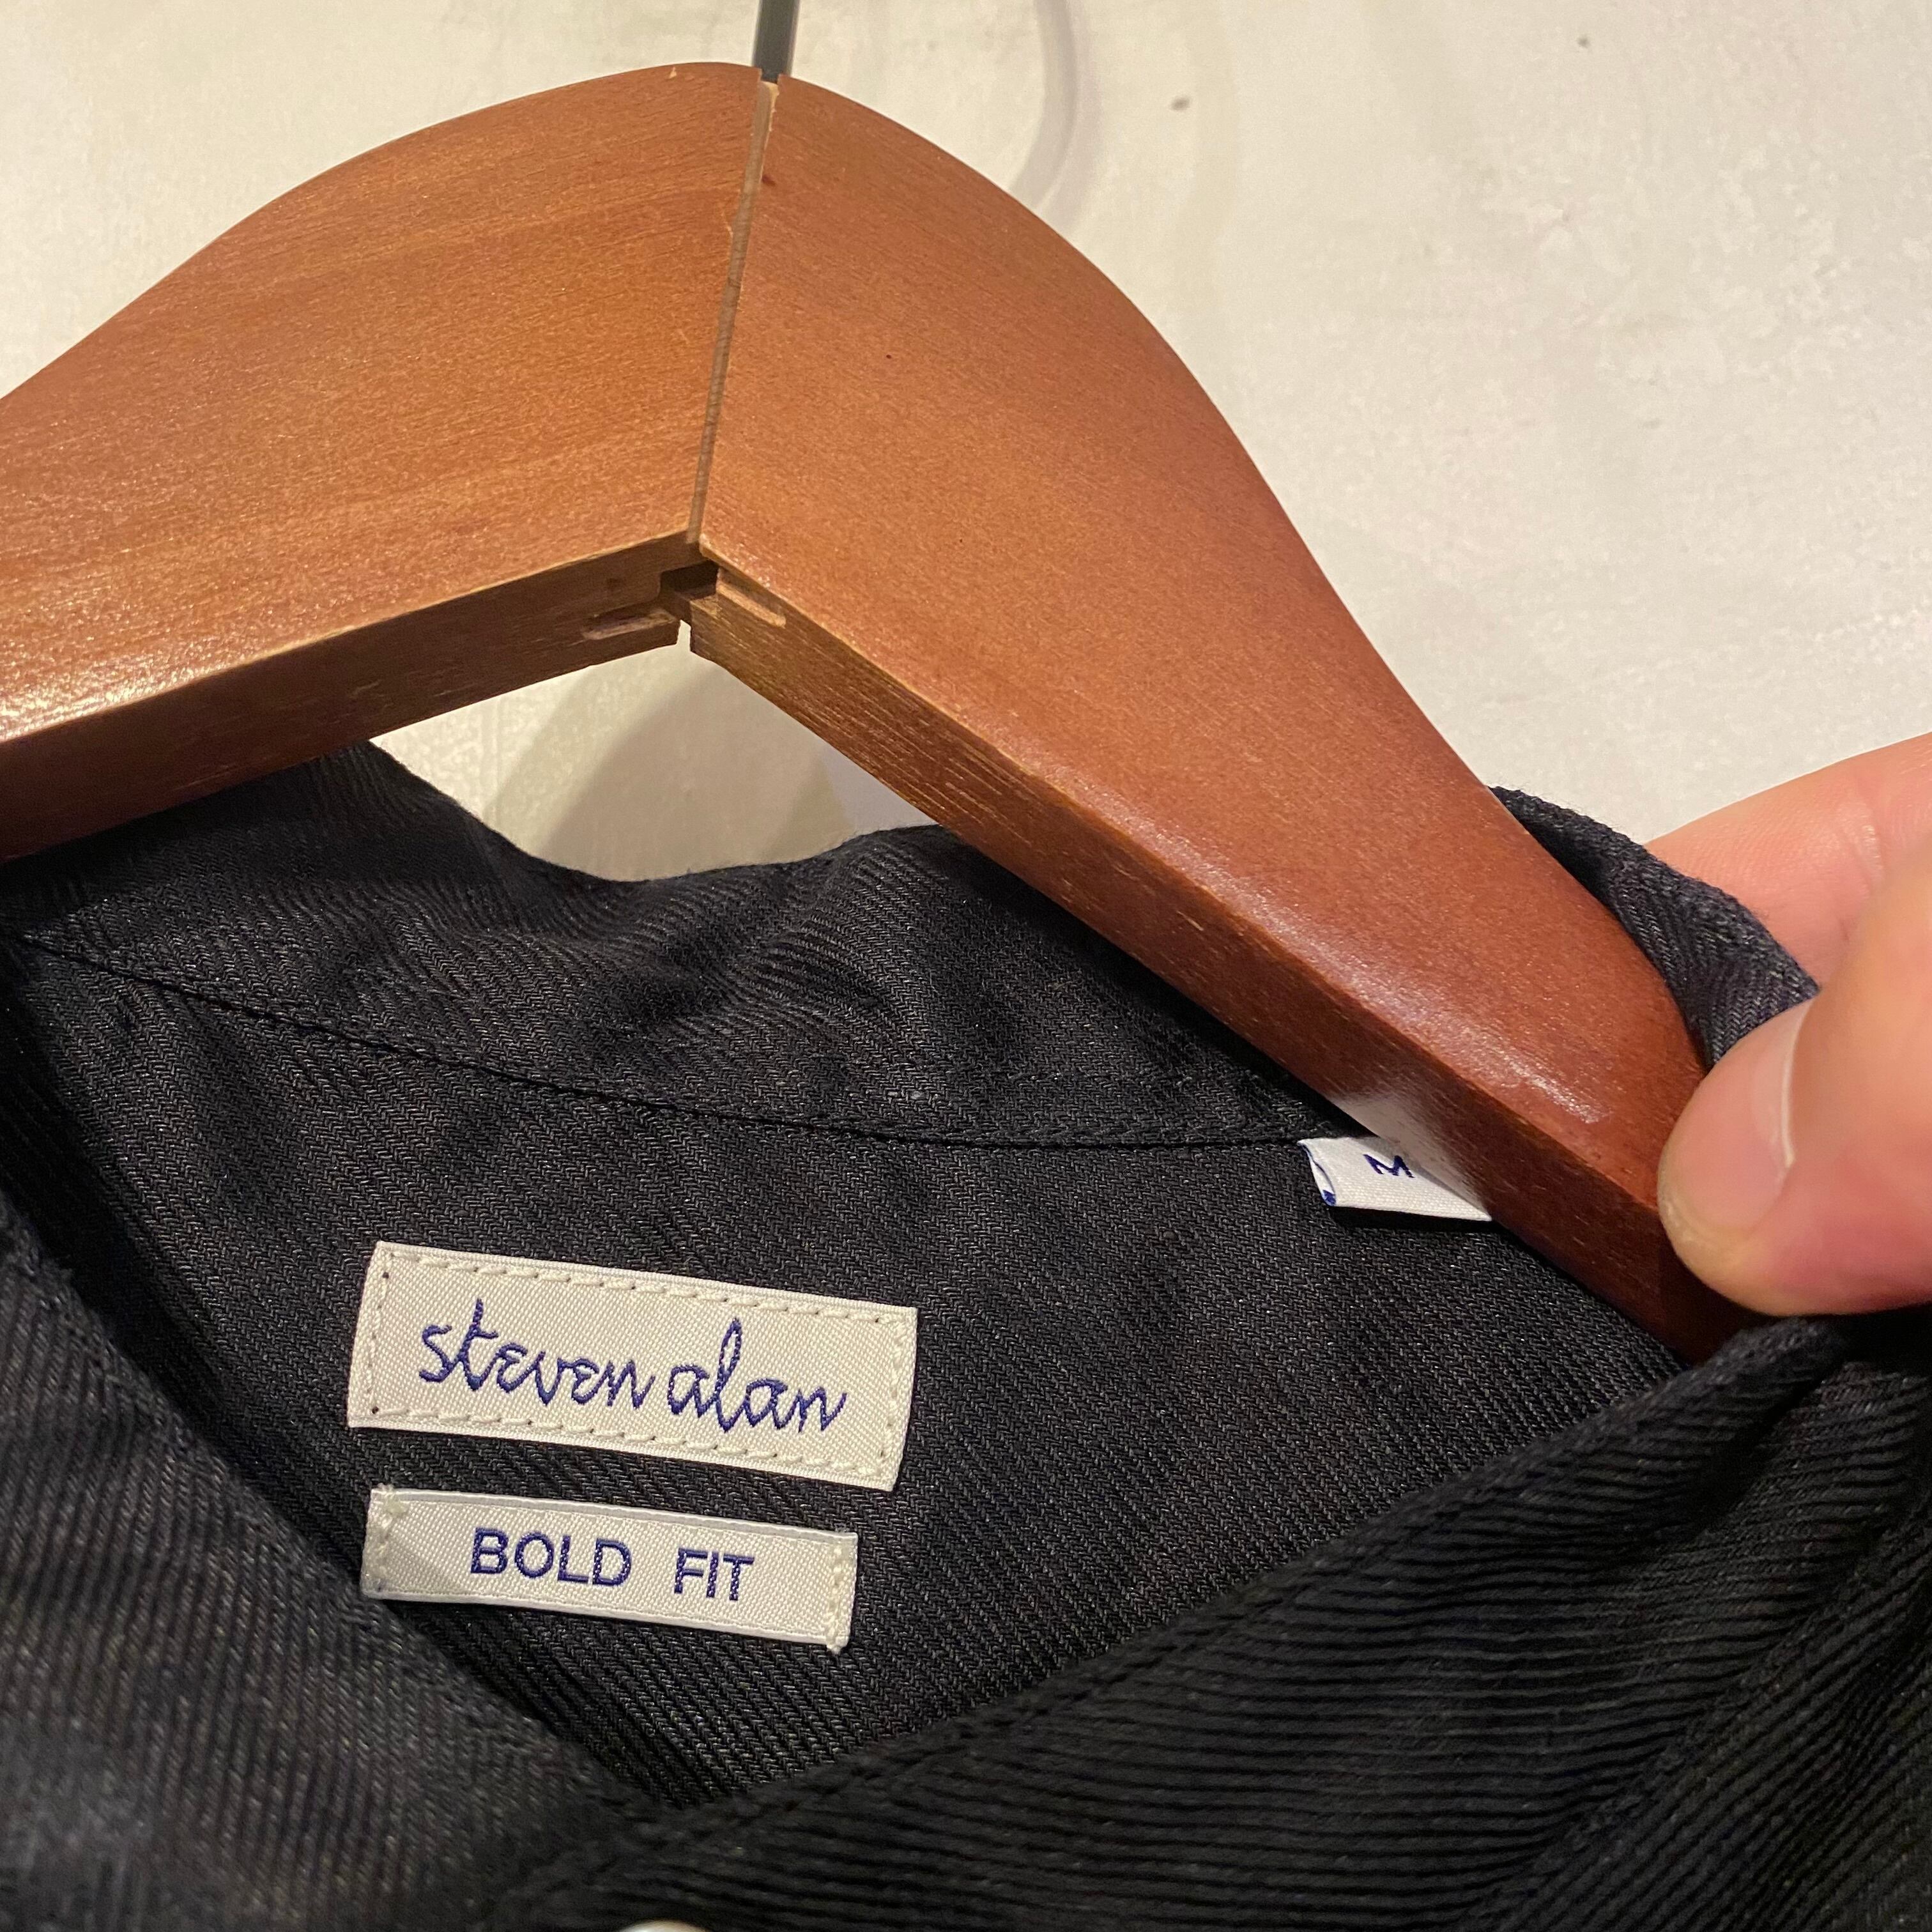 M
steven alan
BOLD FIT